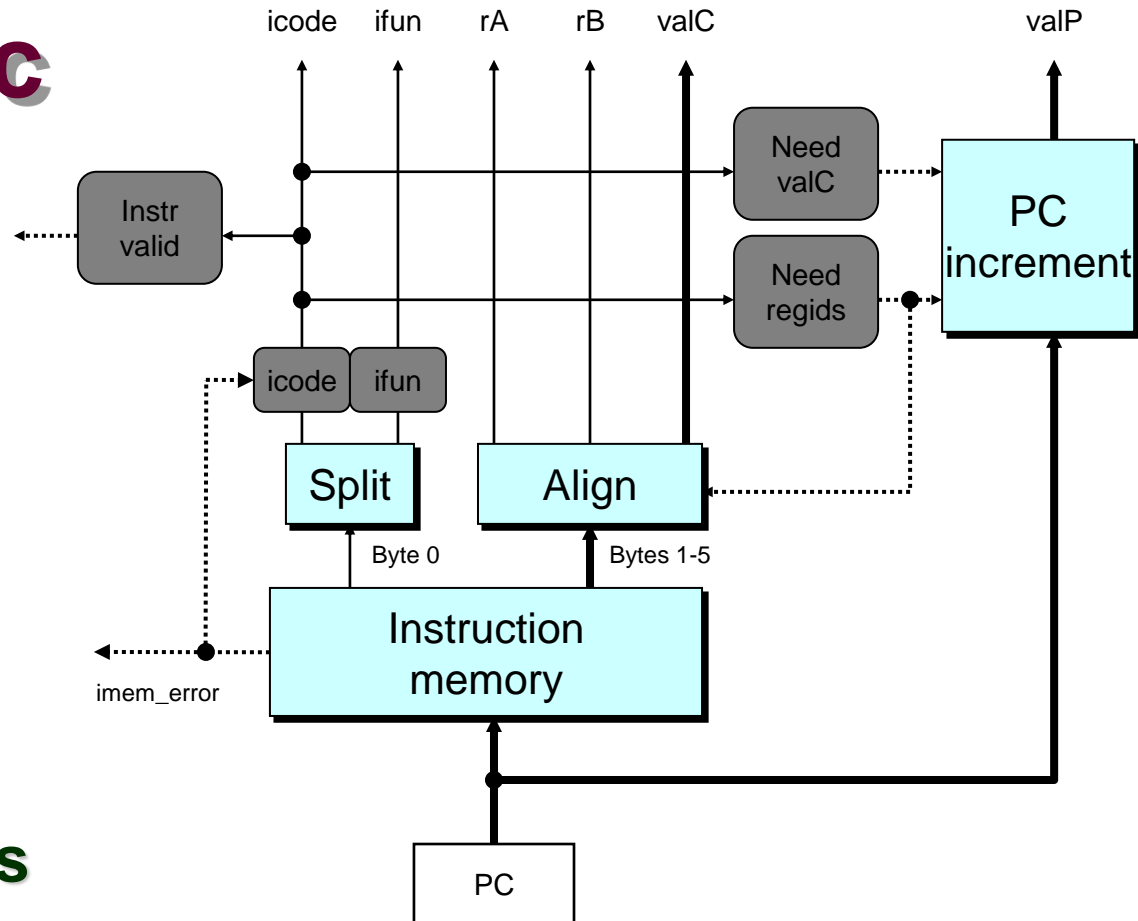 icode ifun rA rB valC valP
c
Need
valC
Instr
valid
PC
increment
Need
regids
icode ifun
Split
Align
Byte 0
Bytes 1-5
Instruction
memory
imem_error
s
PC